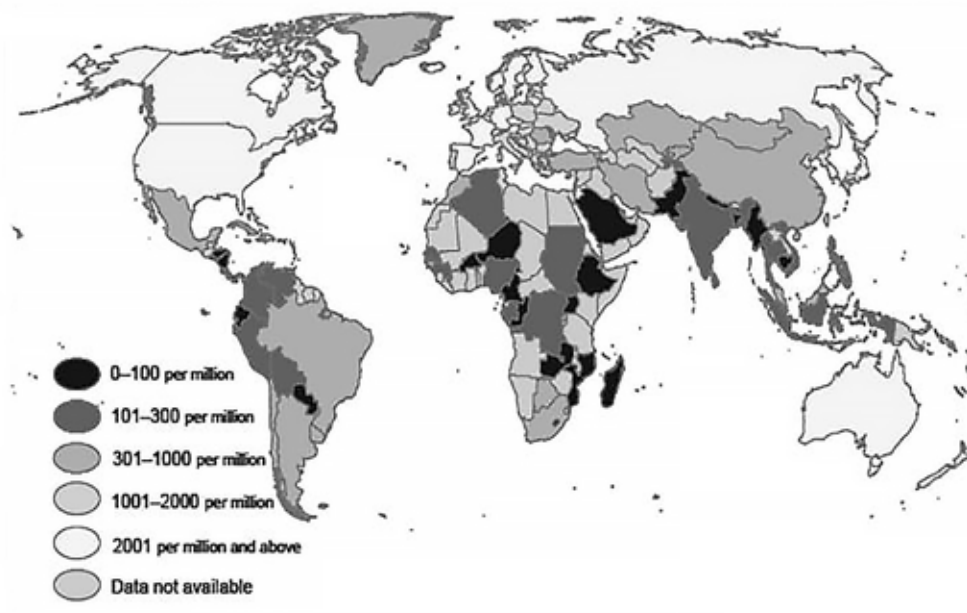 0–100 per million
101–300 per million
301–1000 per million
1001–2000 per million
2001 per million and above
Data not available